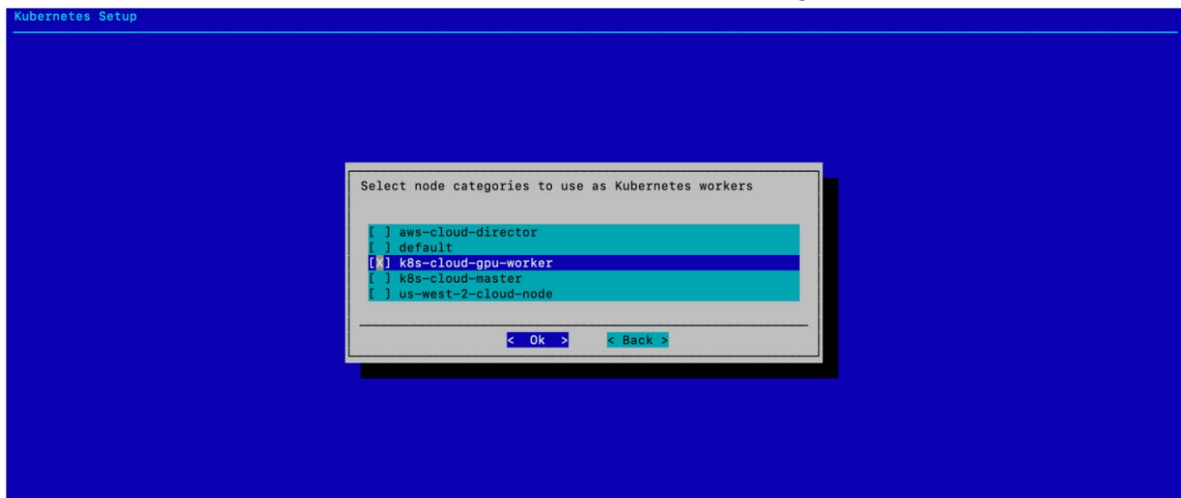 Kubernetes Setup
Select node categories to use as Kubernetes workers
[ ] aws-cloud-director
[ ] default
[X] k8s-cloud-gpu-worker
[ ] k8s-cloud-master
[ ] us-west-2-cloud-node
< Ok > < Back >